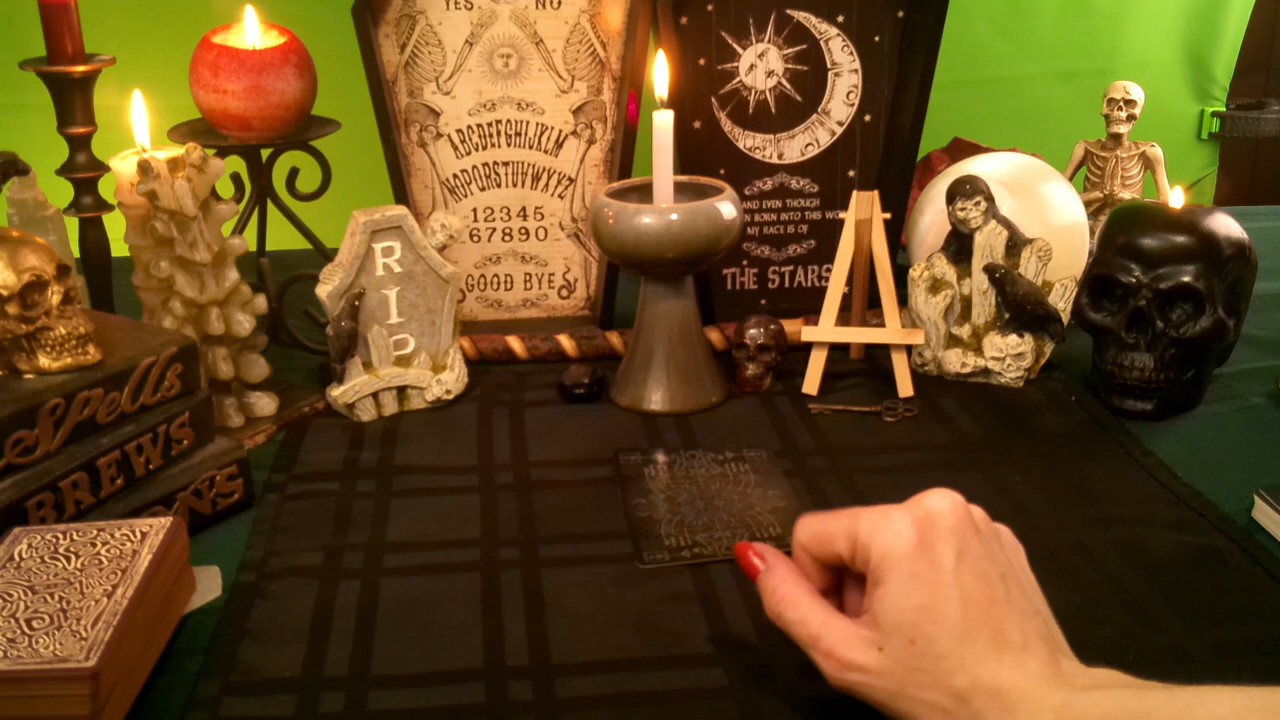 YES. NO
ABCDEFGHIJKLM
NOPQRSTUVWXYZ
12345
67890
GOOD BYE
AND EVEN THOUGH
BORN INTO THIS
MY RACE IS OF
THE STARS
RIP
Spells
BREWS